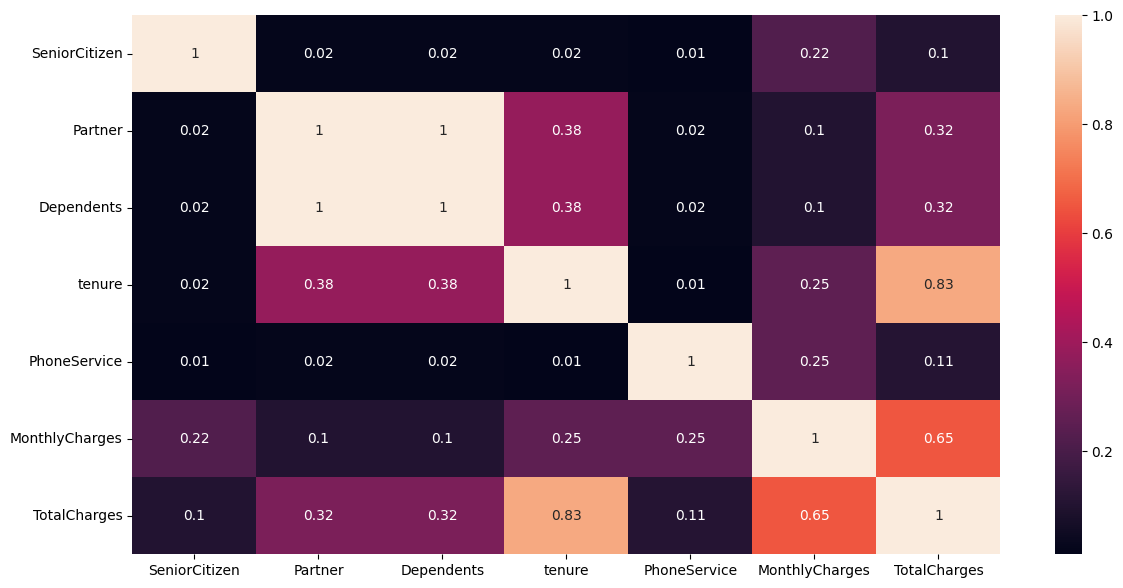 SeniorCitizen 1 0.02 0.02 0.02 0.01 0.22 0.1
Partner 0.02 1 1 0.38 0.02 0.1 0.32
Dependents 0.02 1 1 0.38 0.02 0.1 0.32
tenure 0.02 0.38 0.38 1 0.01 0.25 0.83
PhoneService 0.01 0.02 0.02 0.01 1 0.25 0.11
MonthlyCharges 0.22 0.1 0.1 0.25 0.25 1 0.65
TotalCharges 0.1 0.32 0.32 0.83 0.11 0.65 1
SeniorCitizen Partner Dependents tenure PhoneService MonthlyCharges TotalCharges
1.0
0.8
0.6
0.4
0.2